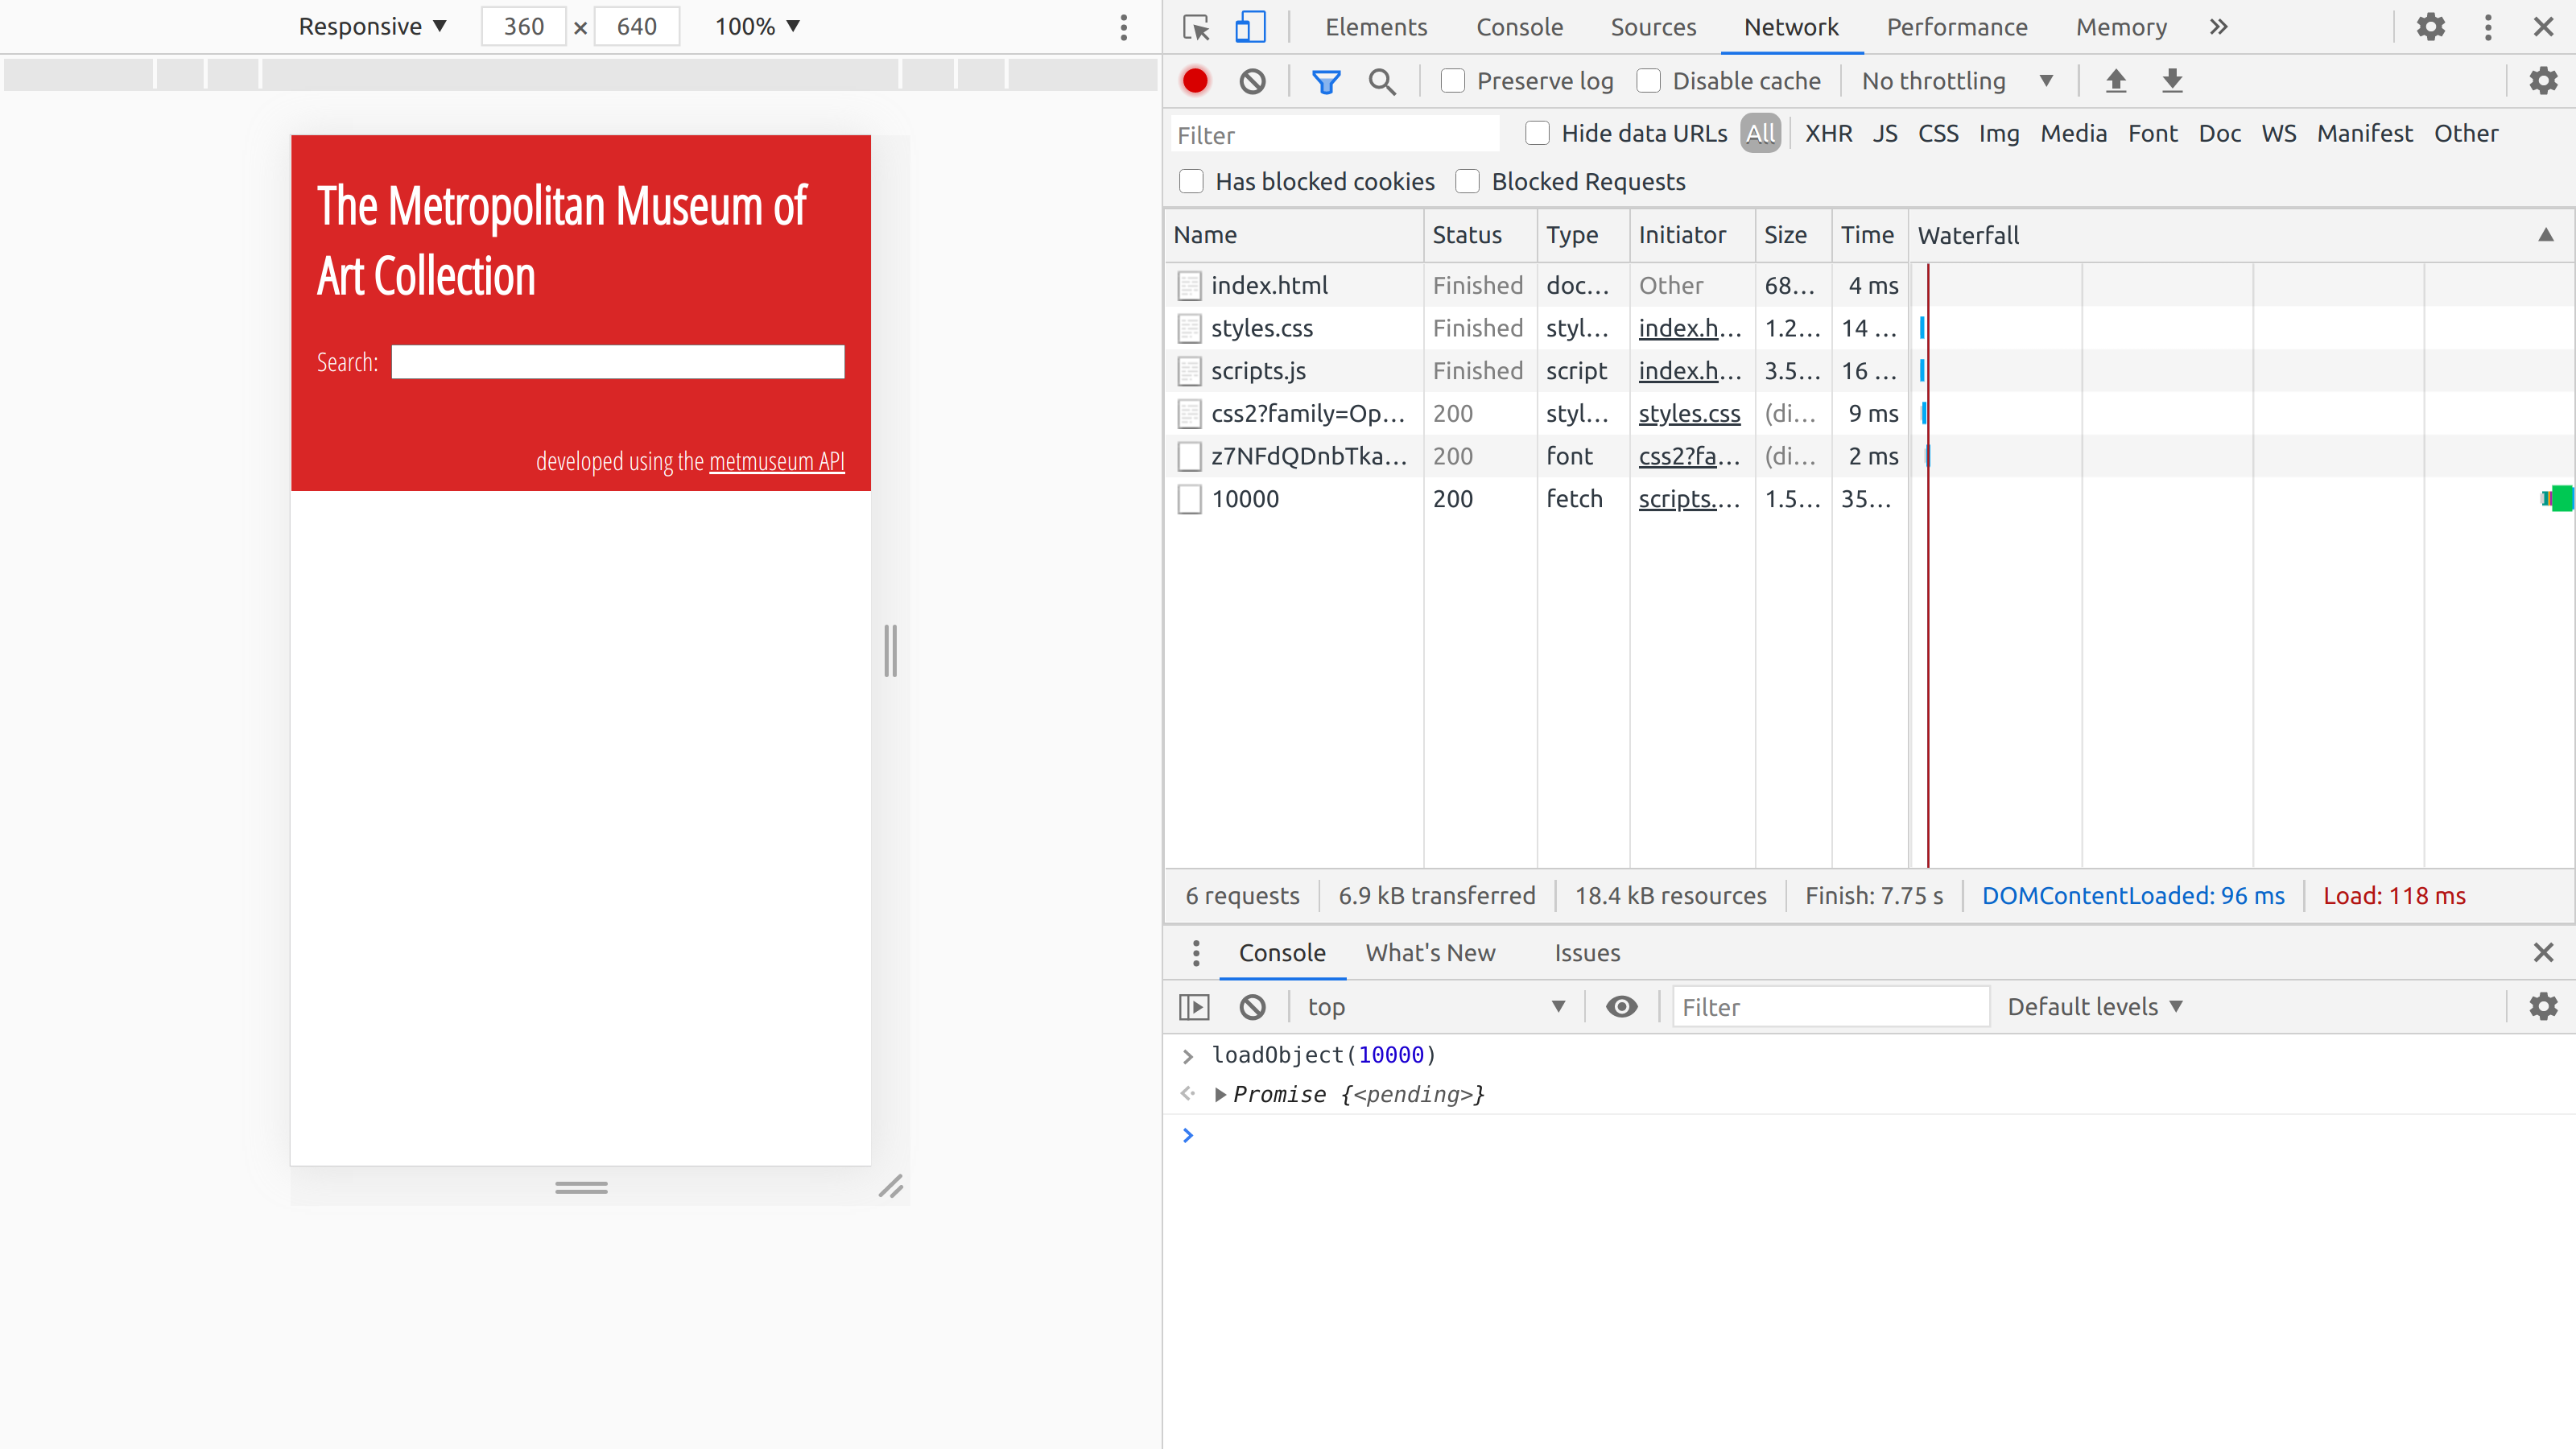 Responsive ▼ 360 × 640 100% ▼
The Metropolitan Museum of
Art Collection
Search:
developed using the metmuseum API
Elements Console Sources Network Performance Memory »
Preserve log Disable cache No throttling ▼
Filter Hide data URLs All XHR JS CSS Img Media Font Doc WS Manifest Other
Has blocked cookies Blocked Requests
Name Status Type Initiator Size Time Waterfall ▲
index.html Finished doc… Other 68… 4 ms
styles.css Finished styl… index.h… 1.2… 14 …
scripts.js Finished script index.h… 3.5… 16 …
css2?family=Op… 200 styl… styles.css (di… 9 ms
z7NFdQDnbTka… 200 font css2?fa… (di… 2 ms
10000 200 fetch scripts.… 1.5… 35…
6 requests 6.9 kB transferred 18.4 kB resources Finish: 7.75 s DOMContentLoaded: 96 ms Load: 118 ms
Console What's New Issues
top ▼ Filter Default levels ▼
loadObject(10000)
Promise {<pending>}